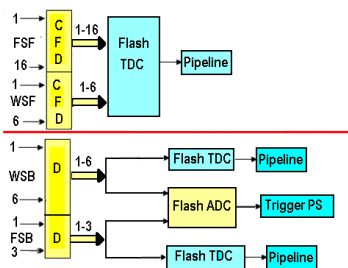 1
FSF
16
C
F
D
1-16
Flash
TDC
Pipeline
1
WSF
6
C
F
D
1-6
1
WSB
6
D
1-6
Flash TDC
Pipeline
Flash ADC
Trigger PS
1
FSB
3
D
1-3
Flash TDC
Pipeline